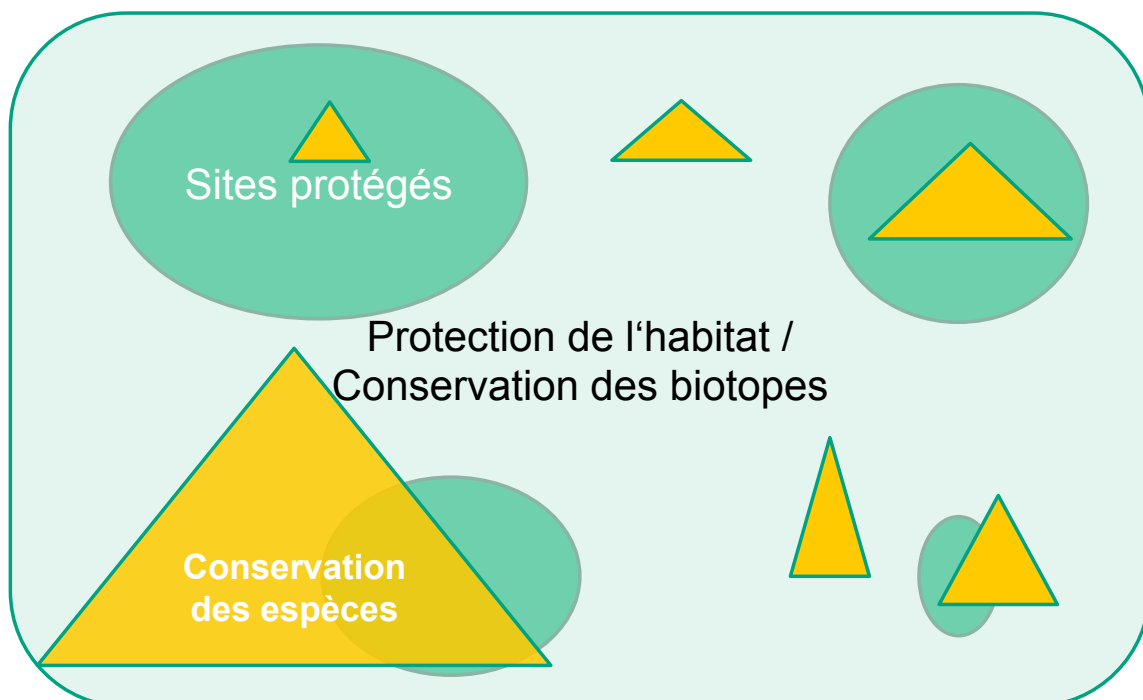 Sites protégés
Protection de l‘habitat /
Conservation des biotopes
Conservation
des espèces